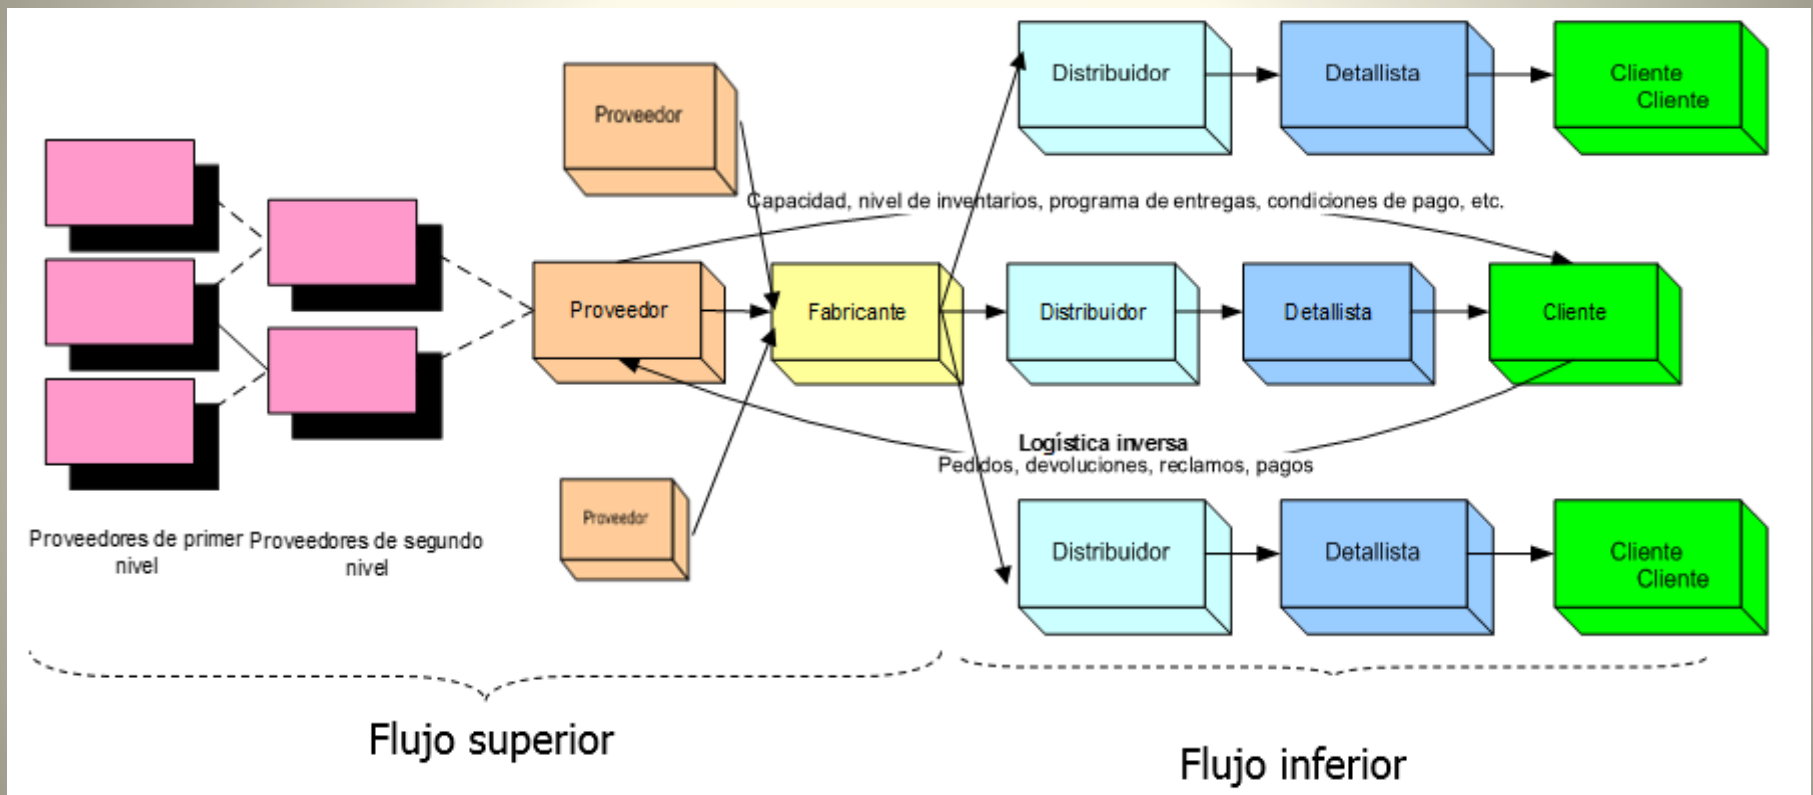 Distribuidor
Detallista
Cliente
Cliente
Proveedor
Capacidad, nivel de inventarios, programa de entregas, condiciones de pago, etc.
Proveedor
Fabricante
Distribuidor
Detallista
Cliente
Logística inversa
Pedidos, devoluciones, reclamos, pagos
Proveedor
Distribuidor
Detallista
Cliente
Cliente
Proveedores de primer
nivel
Proveedores de segundo
nivel
Flujo superior
Flujo inferior